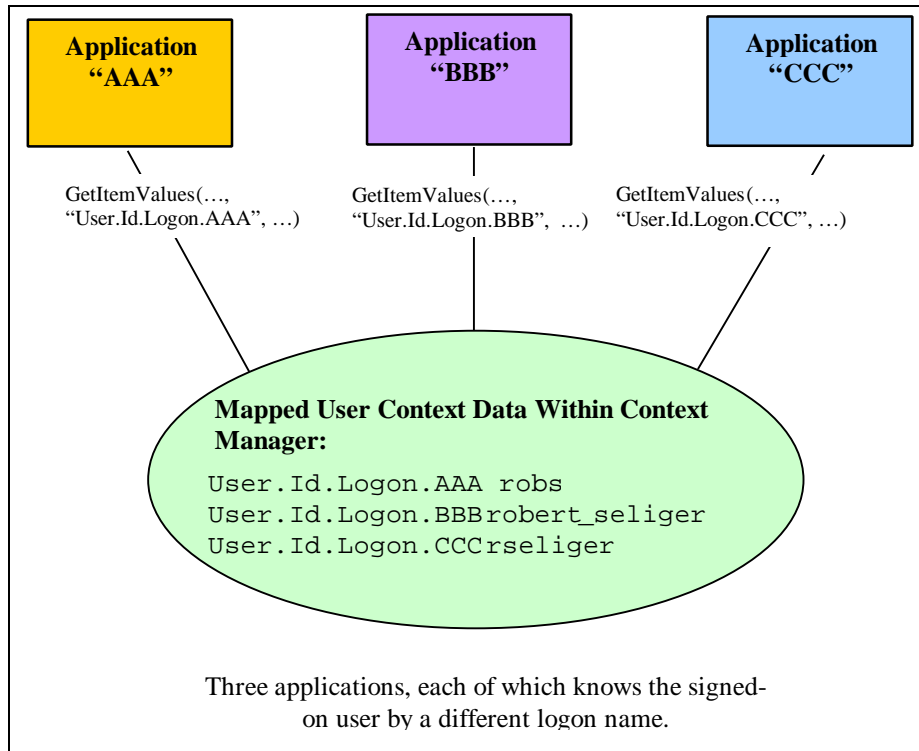 Application
“AAA”
Application
“BBB”
Application
“CCC”
GetItemValues(…,
“User.Id.Logon.AAA”, …)
GetItemValues(…,
“User.Id.Logon.BBB”, …)
GetItemValues(…,
“User.Id.Logon.CCC”, …)
Mapped User Context Data Within Context
Manager:
User.Id.Logon.AAA robs
User.Id.Logon.BBBrobert_seliger
User.Id.Logon.CCCrseliger
Three applications, each of which knows the signed-
on user by a different logon name.